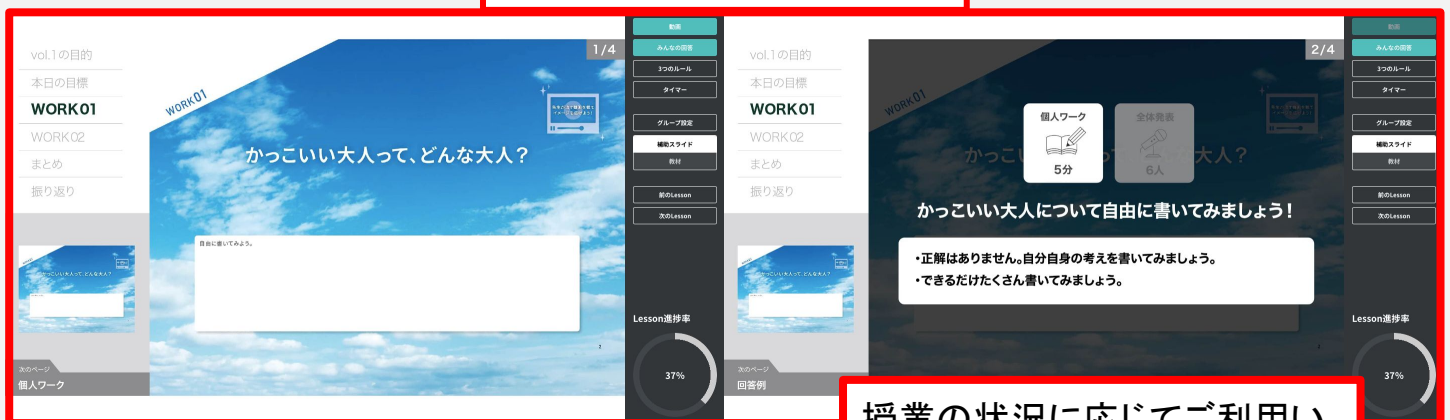 vol.1の目的
本日の目標
WORK01
WORK02
まとめ
振り返り
次のページ
個人ワーク
WORK01
1/4
かっこいい大人って、どんな大人？
自由に書いてみよう。
2
動画
みんなの回答
3つのルール
タイマー
グループ設定
補助スライド
教材
前のLesson
次のLesson
Lesson進捗率
37%
vol.1の目的
本日の目標
WORK01
WORK02
まとめ
振り返り
次のページ
回答例
WORK01
2/4
個人ワーク
5分
全体発表
6人
かっこいい大人について自由に書いてみましょう！
・正解はありません。自分自身の考えを書いてみましょう。
・できるだけたくさん書いてみましょう。
動画
みんなの回答
3つのルール
タイマー
グループ設定
補助スライド
教材
前のLesson
次のLesson
Lesson進捗率
37%
授業の状況に応じてご利用い